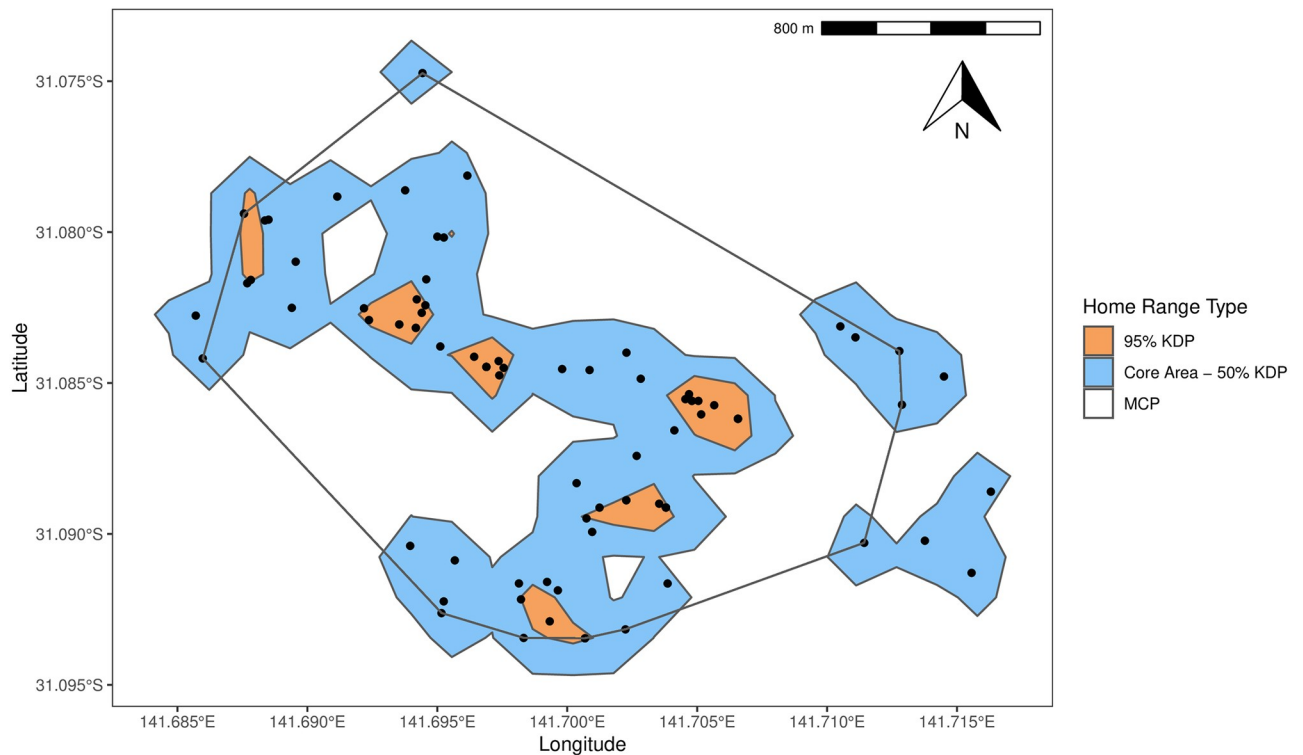 800 m
N
31.075°S
31.080°S
31.085°S
31.090°S
31.095°S
Latitude
141.685°E 141.690°E 141.695°E 141.700°E 141.705°E 141.710°E 141.715°E
Longitude
Home Range Type
95% KDP
Core Area – 50% KDP
MCP